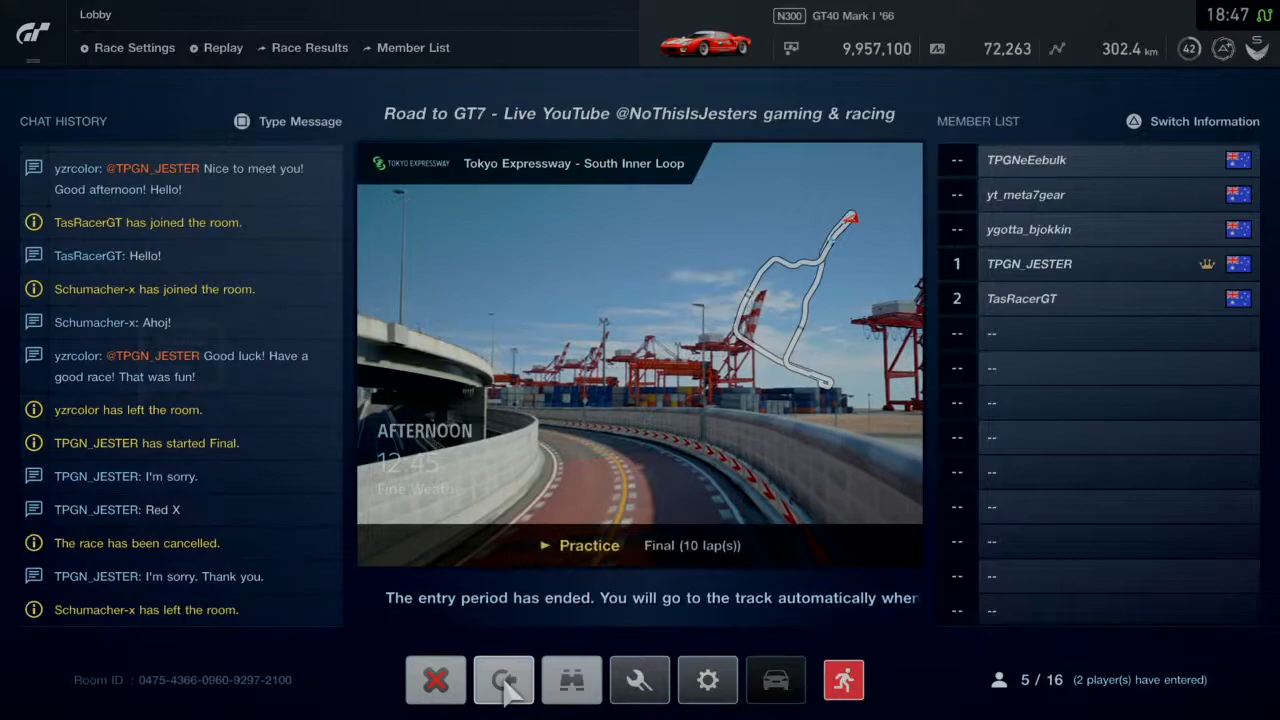 Lobby
Race Settings
Replay
Race Results
Member List
N300
GT40 Mark I '66
9,957,100
72,263
302.4 km
42
S
18:47
CHAT HISTORY
Type Message
yzrcolor: @TPGN_JESTER Nice to meet you!
Good afternoon! Hello!
TasRacerGT has joined the room.
TasRacerGT: Hello!
Schumacher-x has joined the room.
Schumacher-x: Ahoj!
yzrcolor: @TPGN_JESTER Good luck! Have a
good race! That was fun!
yzrcolor has left the room.
TPGN_JESTER has started Final.
TPGN_JESTER: I'm sorry.
TPGN_JESTER: Red X
The race has been cancelled.
TPGN_JESTER: I'm sorry. Thank you.
Schumacher-x has left the room.
Road to GT7 - Live YouTube @NoThisIsJesters gaming & racing
TOKYO EXPRESSWAY
Tokyo Expressway - South Inner Loop
AFTERNOON
12:45
Fine Weather
Practice
Final (10 lap(s))
The entry period has ended. You will go to the track automatically when
MEMBER LIST
Switch Information
-- TPGNeEebulk
-- yt_meta7gear
-- ygotta_bjokkin
1 TPGN_JESTER
2 TasRacerGT
-- --
-- --
-- --
-- --
-- --
-- --
-- --
-- --
-- --
Room ID : 0475-4366-0960-9297-2100
5 / 16 (2 player(s) have entered)